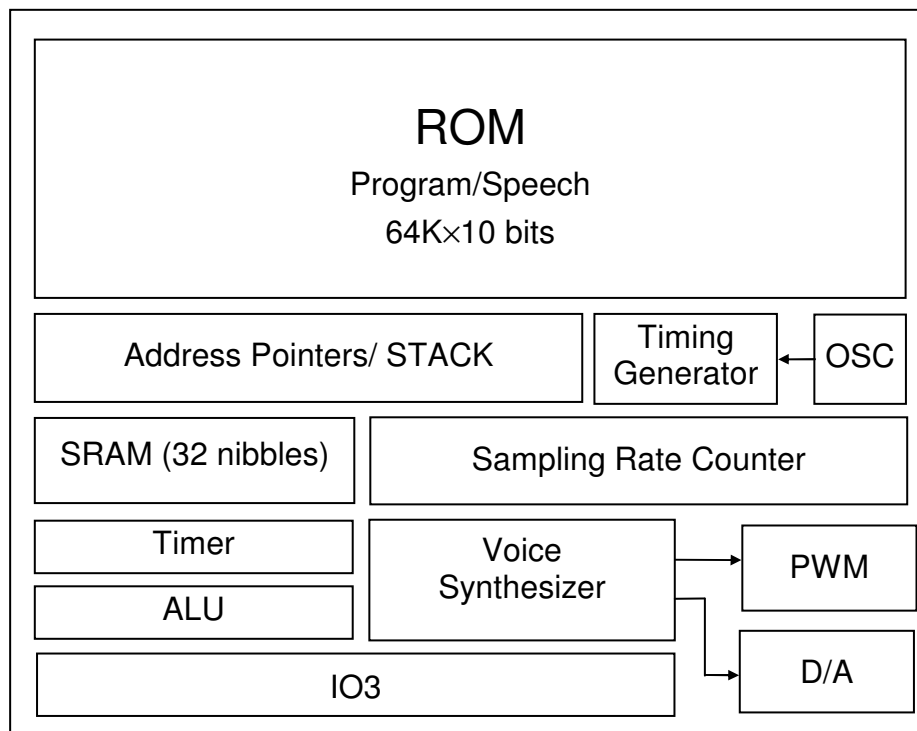 ROM
Program/Speech
64K×10 bits
Address Pointers/ STACK
Timing
Generator
OSC
SRAM (32 nibbles)
Sampling Rate Counter
Timer
Voice
Synthesizer
PWM
ALU
IO3
D/A